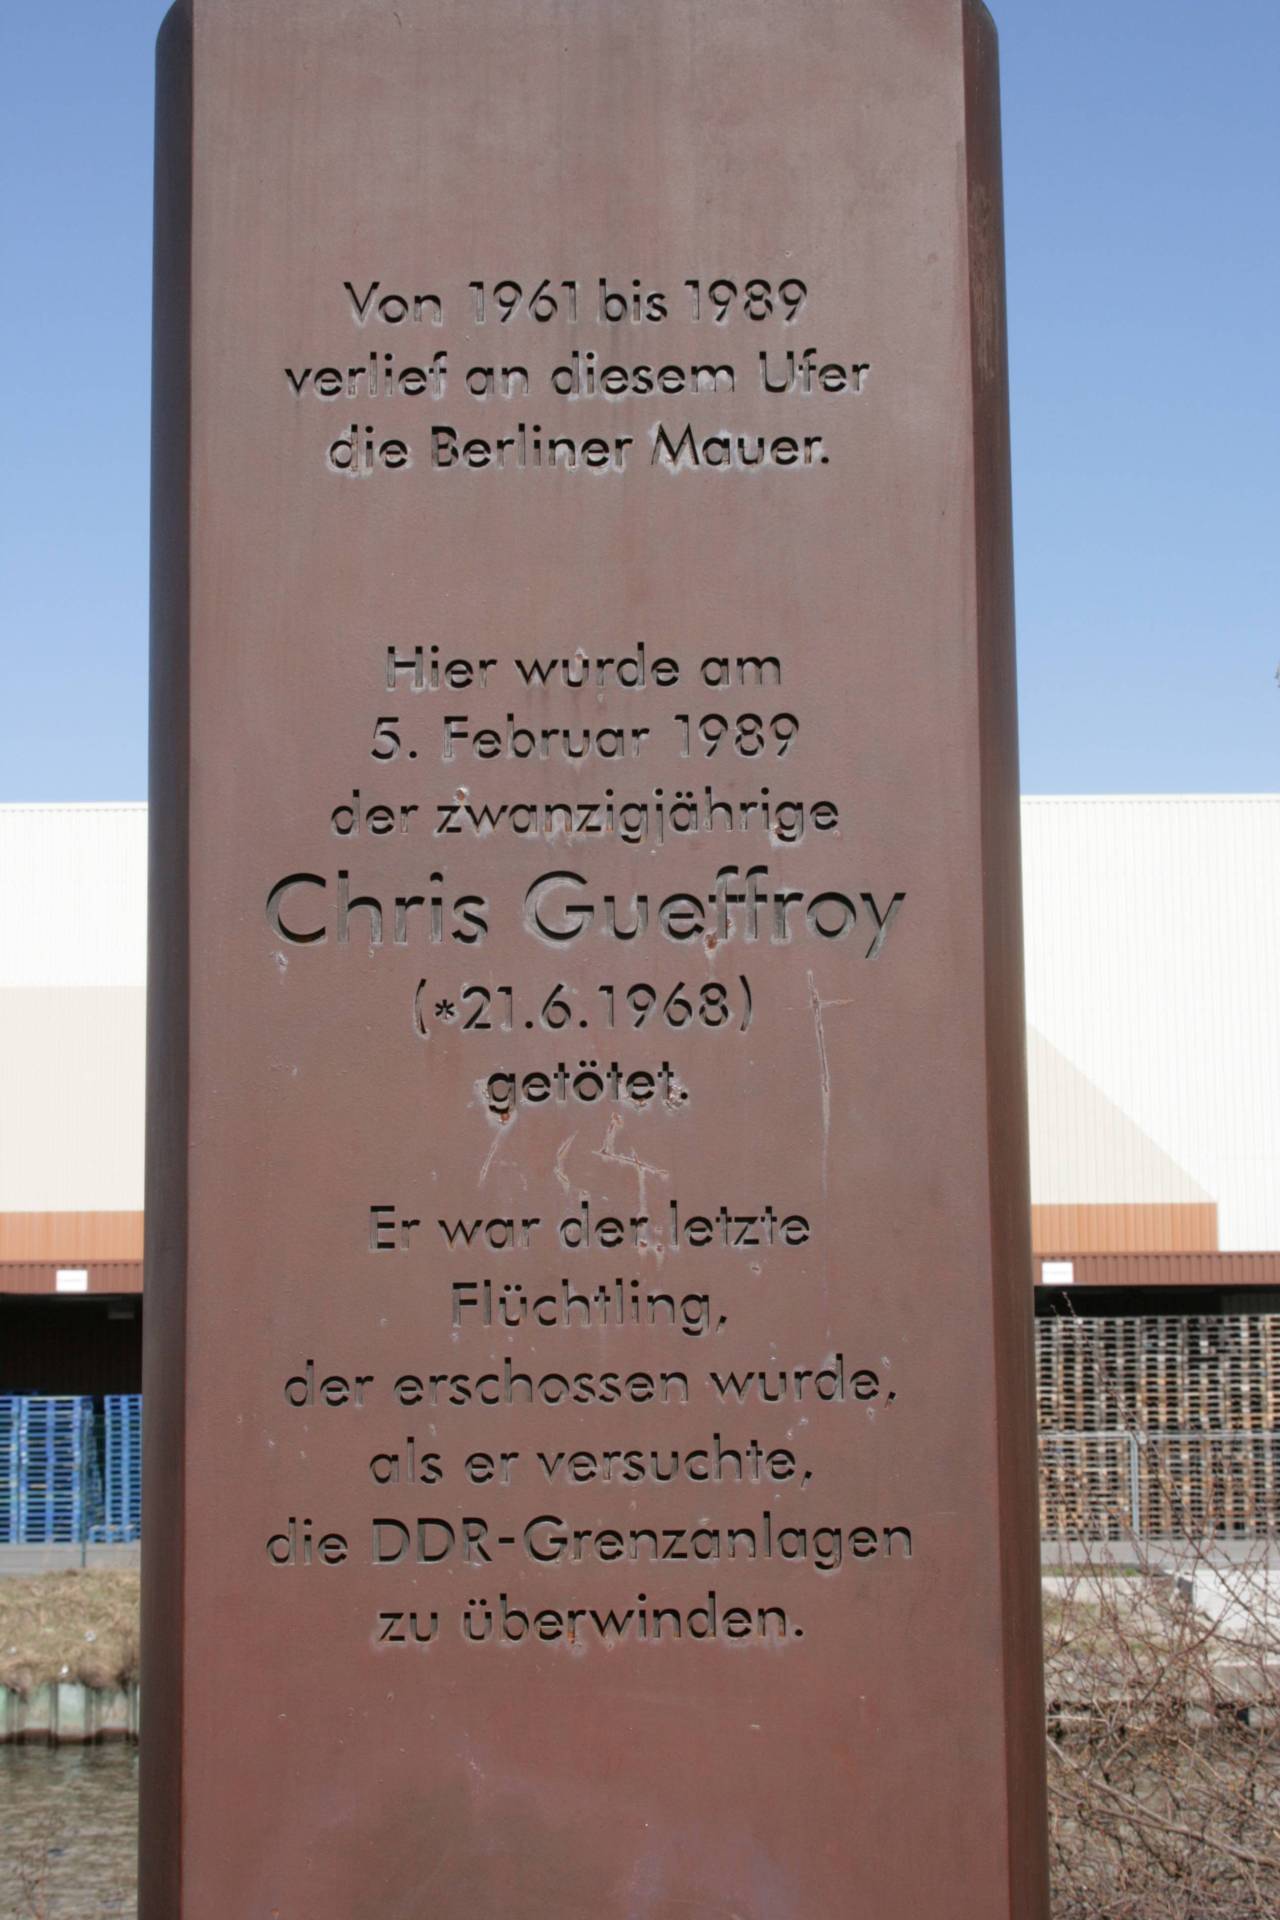 Von 1961 bis 1989
verlief an diesem Ufer
die Berliner Mauer.
Hier wurde am
5. Februar 1989
der zwanzigjährige
Chris Gueffroy
(*21.6.1968)
getötet.
Er war der letzte
Flüchtling,
der erschossen wurde,
als er versuchte,
die DDR-Grenzanlagen
zu überwinden.